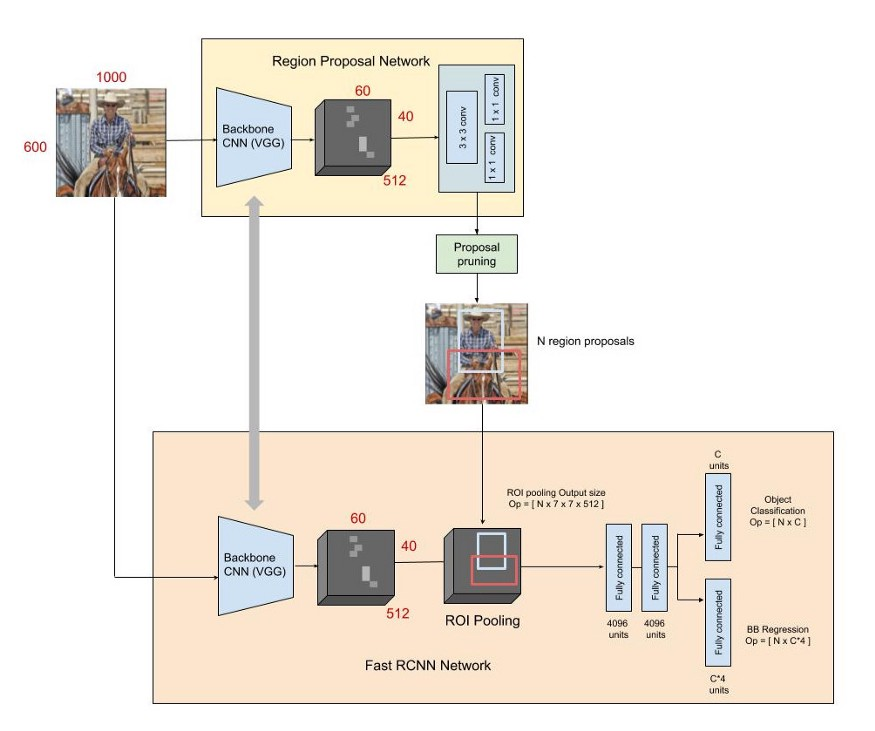 Region Proposal Network
1000
600
Backbone
CNN (VGG)
60
40
512
3 x 3 conv
1 x 1 conv
1 x 1 conv
Proposal
pruning
N region proposals
Backbone
CNN (VGG)
60
40
512
ROI Pooling
ROI pooling Output size
Op = [ N x 7 x 7 x 512 ]
Fully connected
4096
units
Fully connected
4096
units
C
units
Fully connected
Object
Classification
Op = [ N x C ]
Fully connected
C*4
units
BB Regression
Op = [ N x C*4 ]
Fast RCNN Network